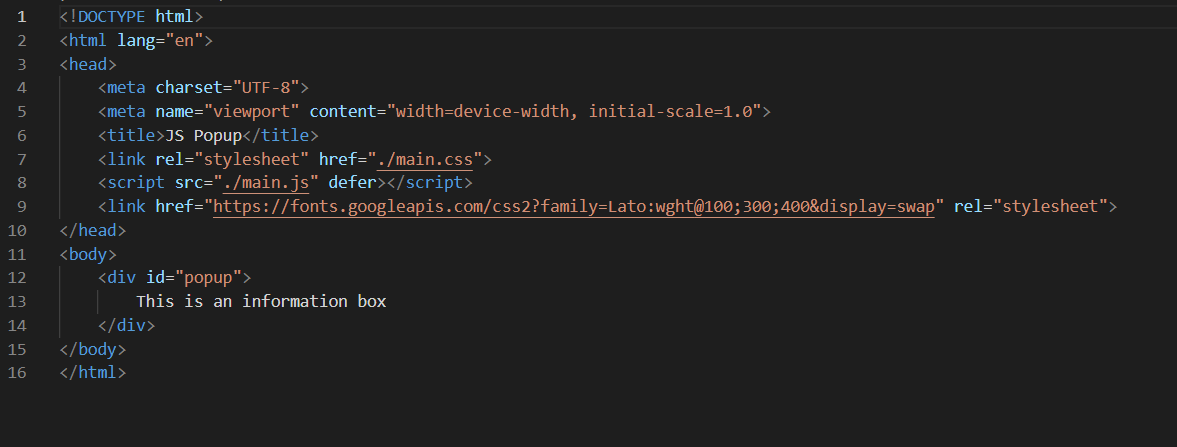 1 <!DOCTYPE html>
2 <html lang="en">
3 <head>
4     <meta charset="UTF-8">
5     <meta name="viewport" content="width=device-width, initial-scale=1.0">
6     <title>JS Popup</title>
7     <link rel="stylesheet" href="./main.css">
8     <script src="./main.js" defer></script>
9     <link href="https://fonts.googleapis.com/css2?family=Lato:wght@100;300;400&display=swap" rel="stylesheet">
10 </head>
11 <body>
12     <div id="popup">
13         This is an information box
14     </div>
15 </body>
16 </html>